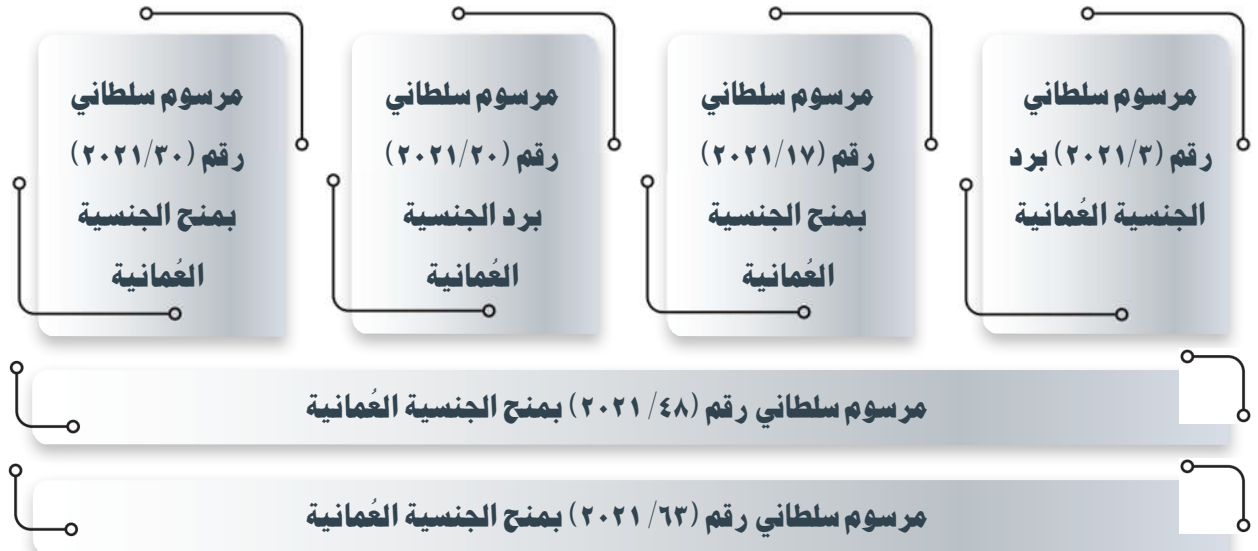 مرسوم سلطاني
رقم (٢٠٢١/٣) برد
الجنسية العُمانية
مرسوم سلطاني
رقم (٢٠٢١/١٧)
بمنح الجنسية
العُمانية
مرسوم سلطاني
رقم (٢٠٢١/٢٠)
برد الجنسية
العُمانية
مرسوم سلطاني
رقم (٢٠٢١/٣٠)
بمنح الجنسية
العُمانية
مرسوم سلطاني رقم (٤٨/ ٢٠٢١) بمنح الجنسية العُمانية
مرسوم سلطاني رقم (٦٣/ ٢٠٢١) بمنح الجنسية العُمانية